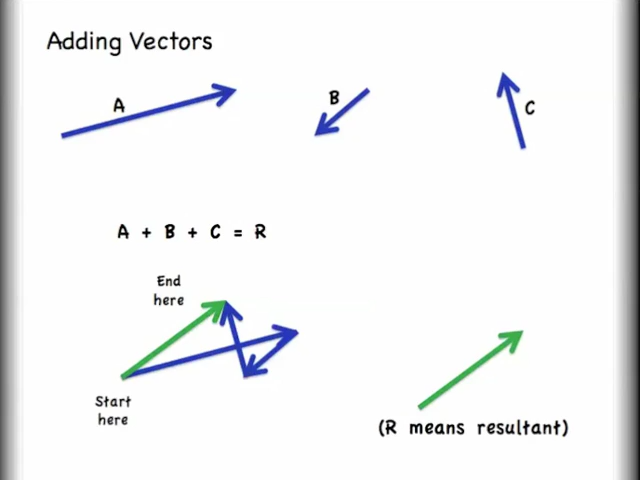 Adding Vectors
A
B
C
A + B + C = R
End
here
Start
here
(R means resultant)